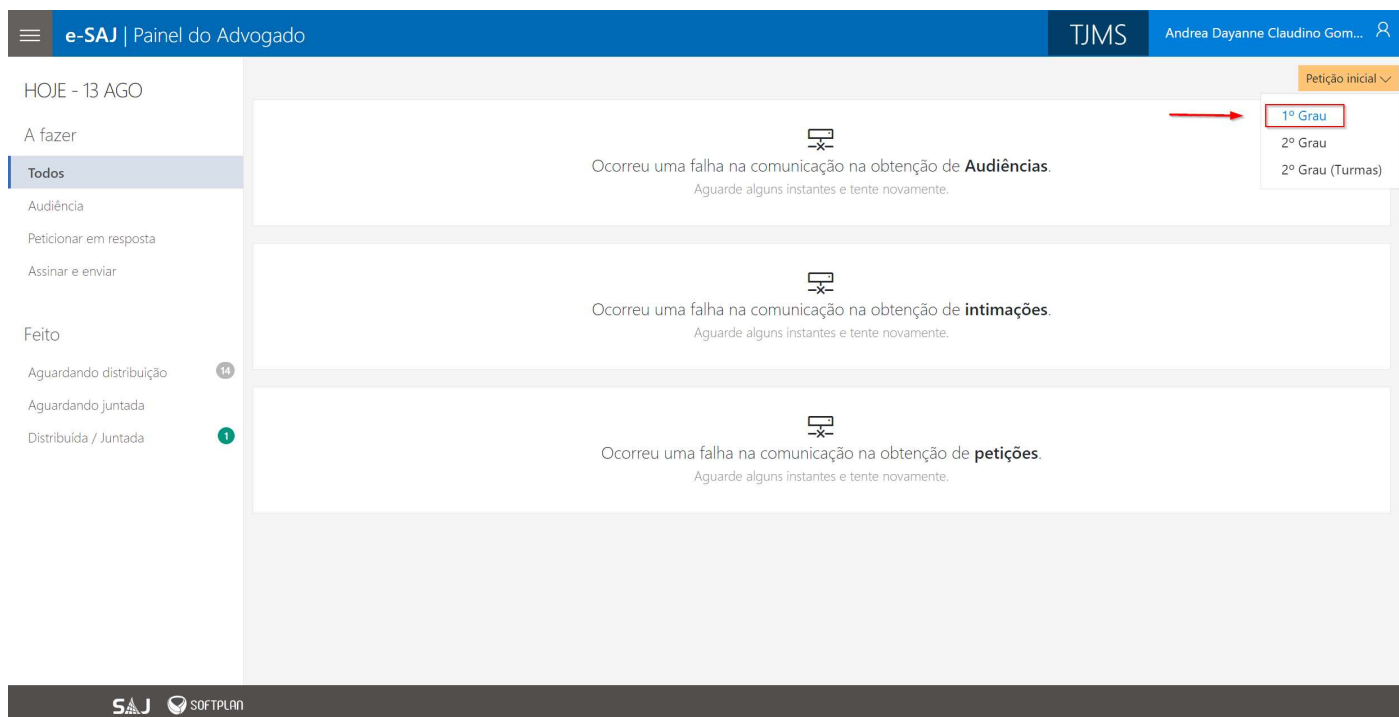 e-SAJ | Painel do Advogado
TJMS
Andrea Dayanne Claudino Gom...
HOJE - 13 AGO
A fazer
Todos
Audiência
Peticionar em resposta
Assinar e enviar
Feito
Aguardando distribuição 14
Aguardando juntada
Distribuída / Juntada 1
Petição inicial
1º Grau
2º Grau
2º Grau (Turmas)
Ocorreu uma falha na comunicação na obtenção de Audiências.
Aguarde alguns instantes e tente novamente.
Ocorreu uma falha na comunicação na obtenção de intimações.
Aguarde alguns instantes e tente novamente.
Ocorreu uma falha na comunicação na obtenção de petições.
Aguarde alguns instantes e tente novamente.
SAJ SOFTPLAN